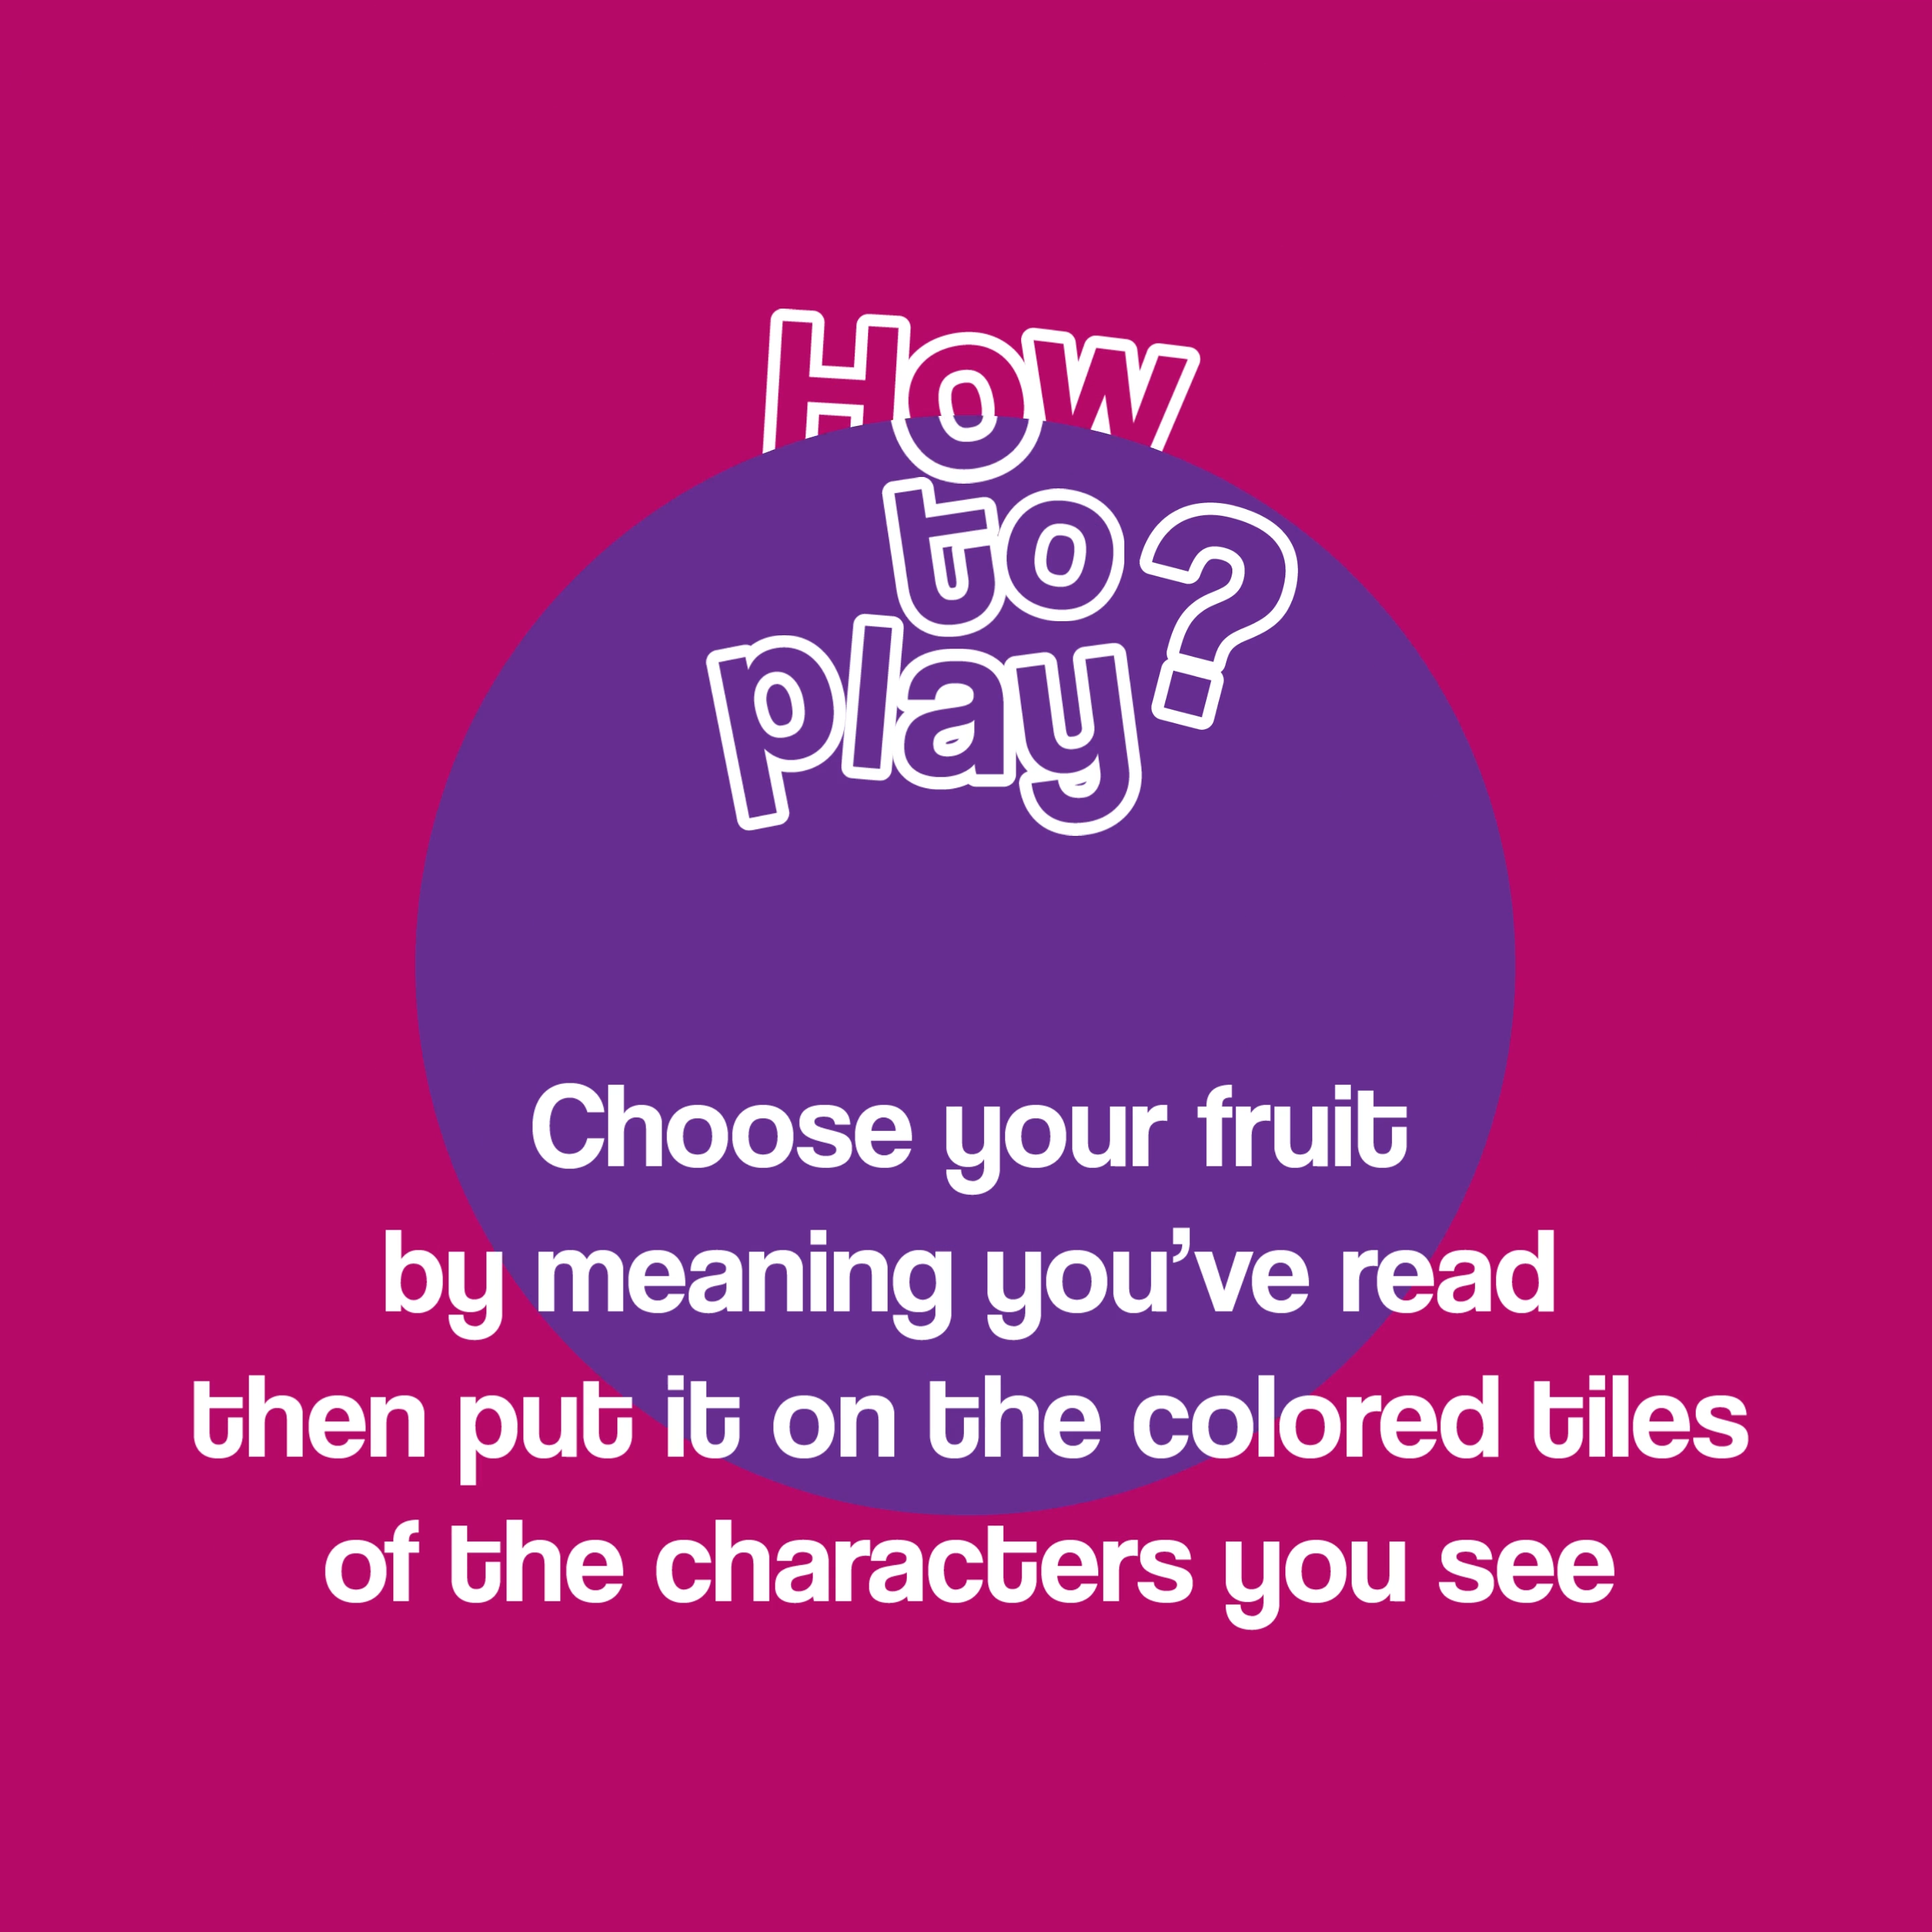 How
to
play?
Choose your fruit
by meaning you’ve read
then put it on the colored tiles
of the characters you see